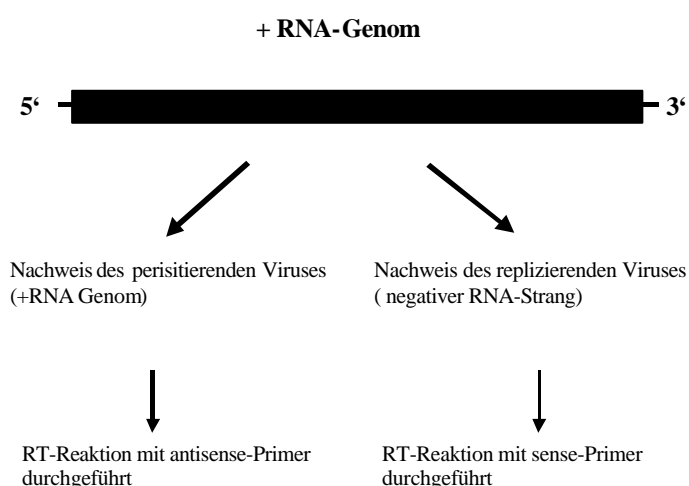 + RNA-Genom
5‘ 3‘
Nachweis des perisitierenden Viruses
(+RNA Genom)
Nachweis des replizierenden Viruses
( negativer RNA-Strang)
RT-Reaktion mit antisense-Primer
durchgeführt
RT-Reaktion mit sense-Primer
durchgeführt